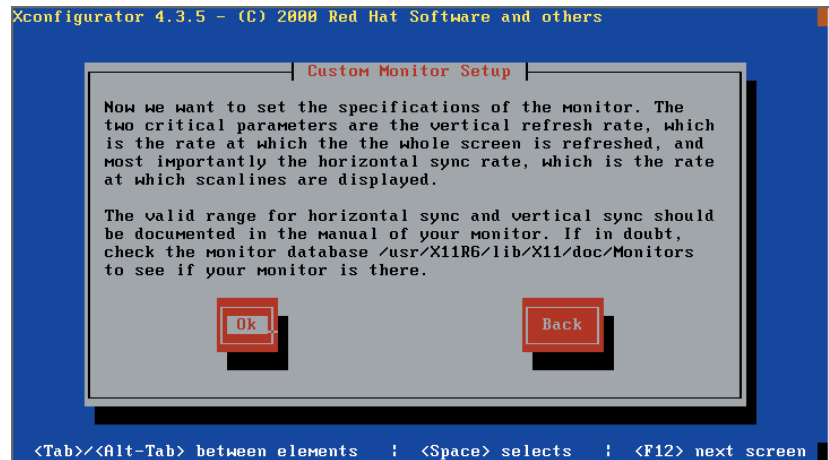 Xconfigurator 4.3.5 - (C) 2000 Red Hat Software and others
Custom Monitor Setup
Now we want to set the specifications of the monitor. The
two critical parameters are the vertical refresh rate, which
is the rate at which the the whole screen is refreshed, and
most importantly the horizontal sync rate, which is the rate
at which scanlines are displayed.
The valid range for horizontal sync and vertical sync should
be documented in the manual of your monitor. If in doubt,
check the monitor database /usr/X11R6/lib/X11/doc/Monitors
to see if your monitor is there.
Ok Back
<Tab>/<Alt-Tab> between elements ¦ <Space> selects ¦ <F12> next screen